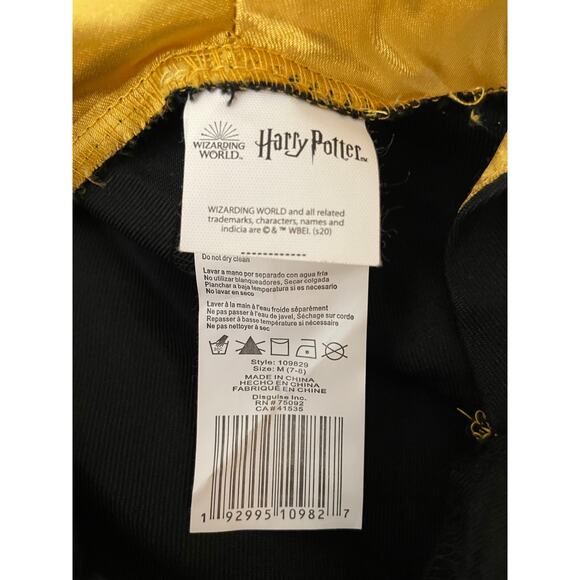 WIZARDING
WORLD™
Harry Potter™
WIZARDING WORLD and all related
trademarks, characters, names and
indicia are © & ™ WBEI. (s20)
Do not dry clean
Lavar a mano por separado con agua fría
No utilizar blanqueadores, Secar colgada
Planchar a baja temperatura si es necesario
No lavar en seco
Laver à la main à l'eau froide séparément
Ne pas passer à l'eau de javel, Séchage sur corde
Repasser à basse température si nécessaire
Ne pas nettoyer à sec
Style: 109829
Size: M (7-8)
MADE IN CHINA
HECHO EN CHINA
FABRIQUÉ EN CHINE
Disguise Inc.
RN # 75092
CA # 41535
1 92995 10982 7